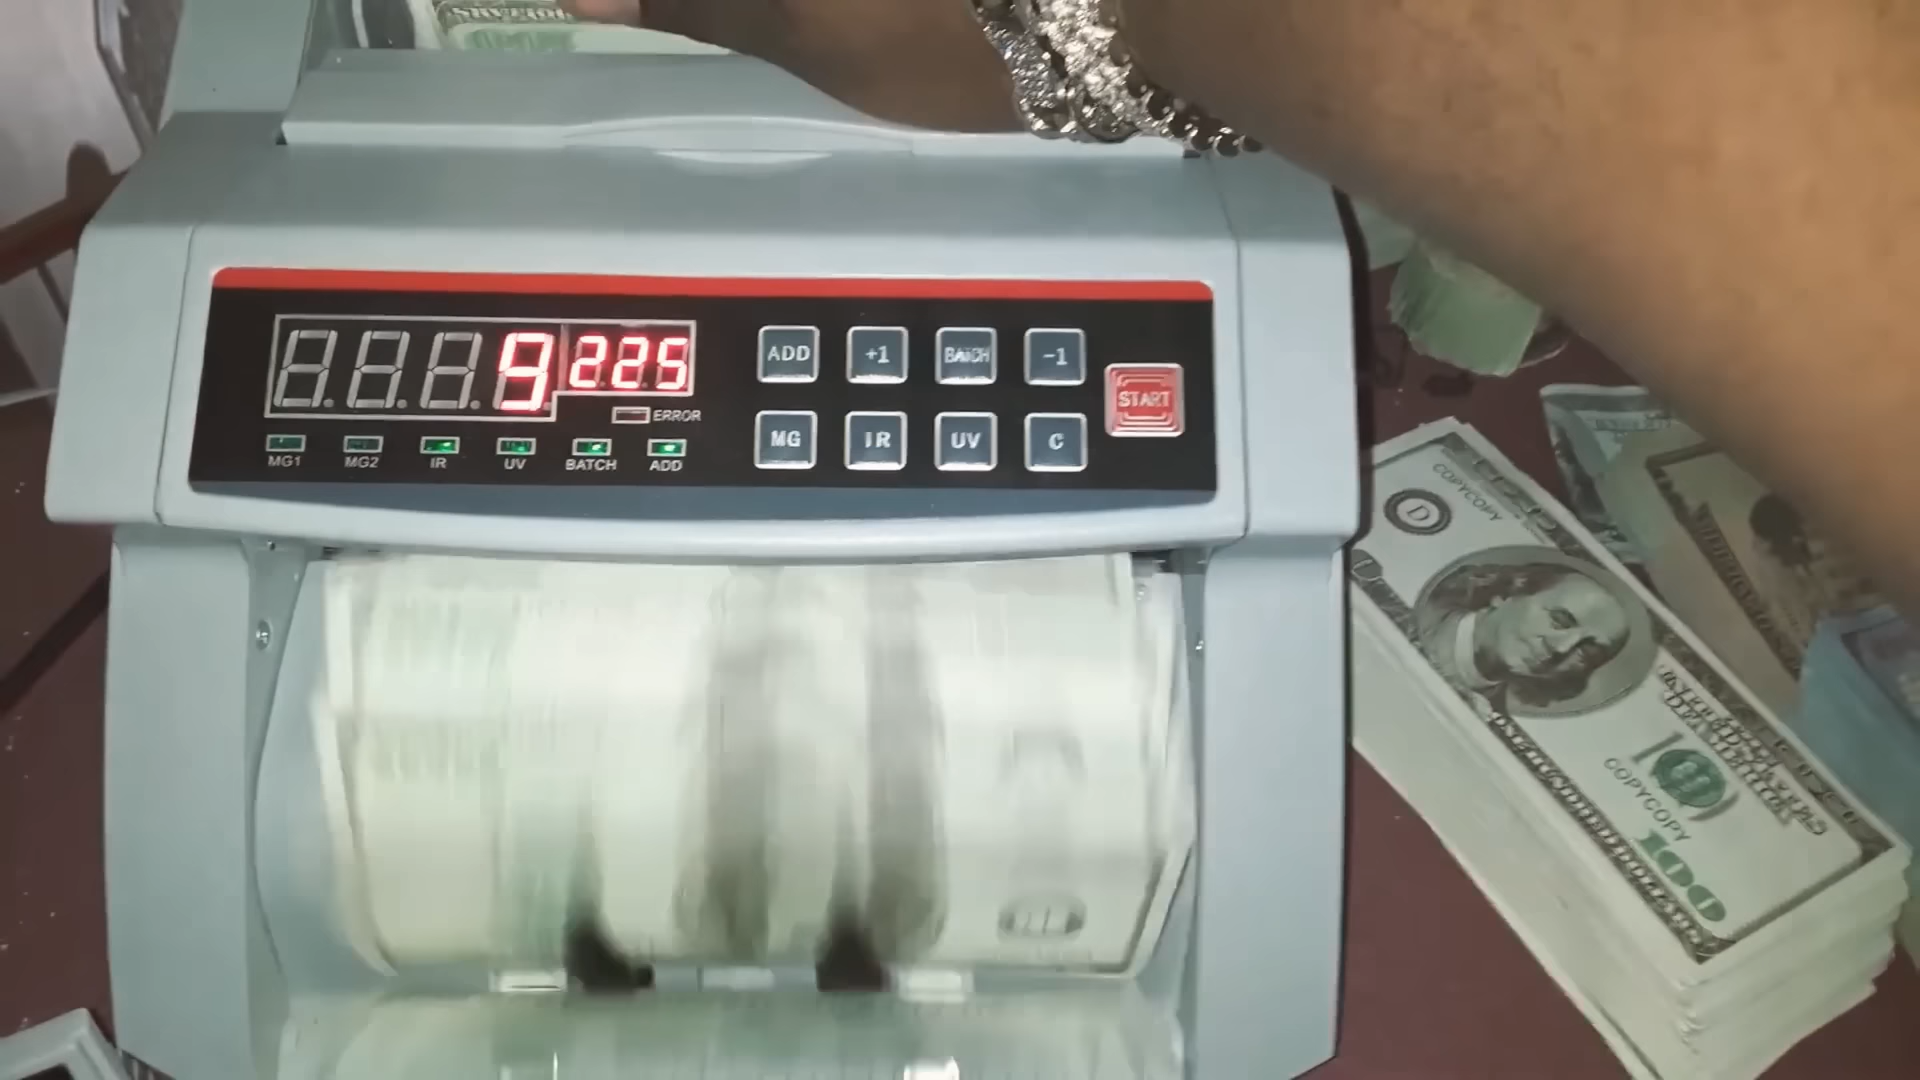 9 225
ERROR
MG1 MG2 IR UV BATCH ADD
ADD +1 BATCH -1
MG IR UV C
START
COPYCOPY
D
COPYCOPY
100